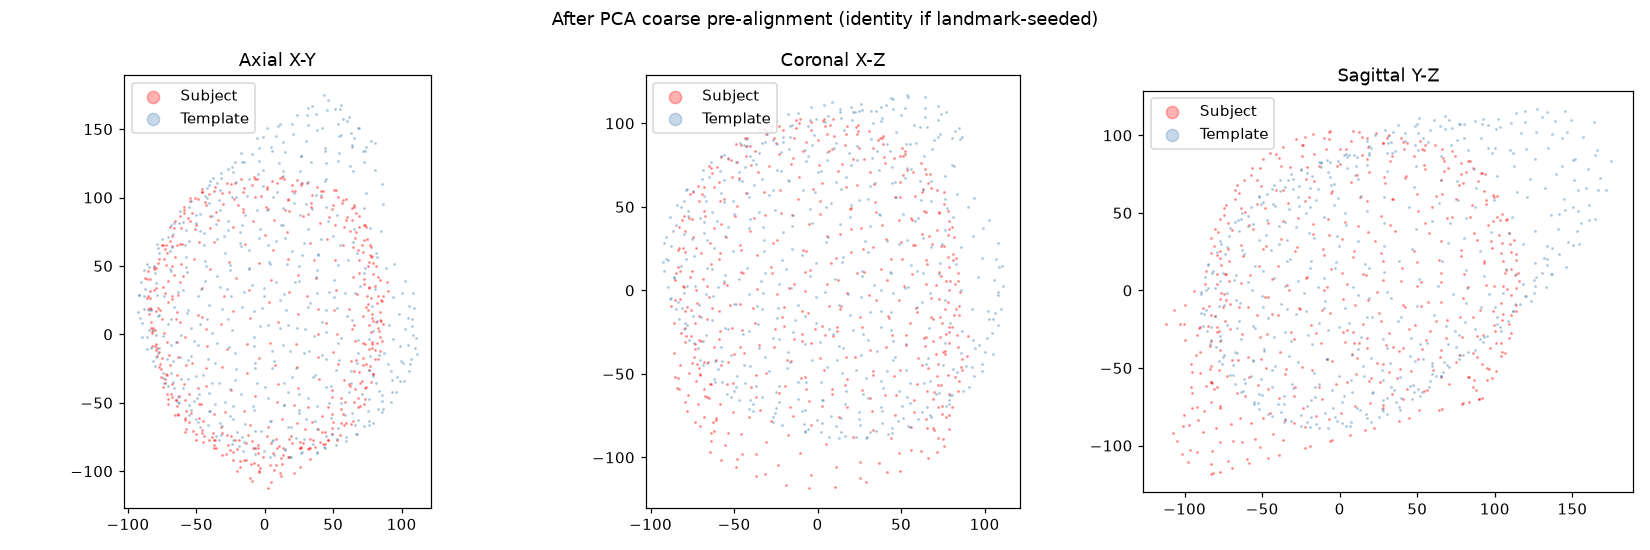 After PCA coarse pre-alignment (identity if landmark-seeded)
Axial X-Y
Subject
Template
150
100
50
0
−50
−100
−100 −50 0 50 100
Coronal X-Z
Subject
Template
100
50
0
−50
−100
−100 −50 0 50 100
Sagittal Y-Z
Subject
Template
100
50
0
−50
−100
−100 −50 0 50 100 150